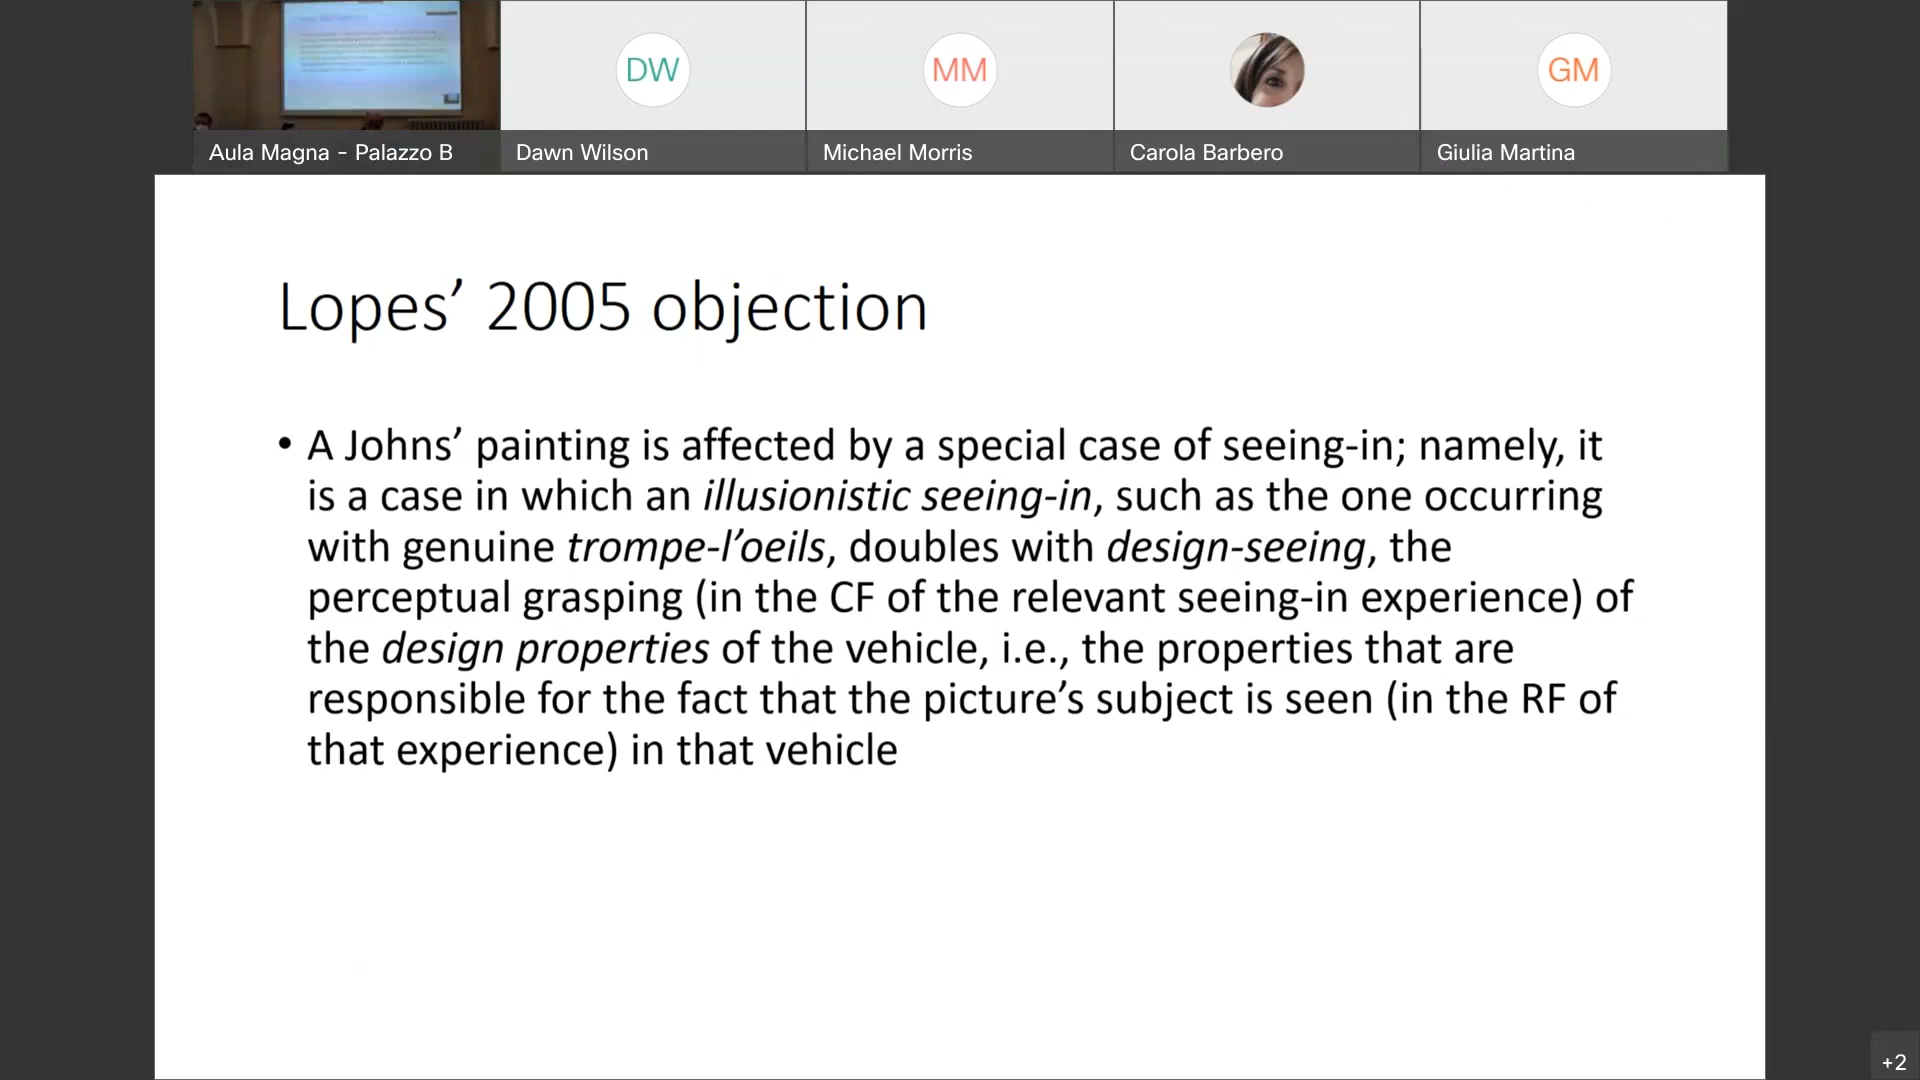 DW
MM
GM
Aula Magna - Palazzo B
Dawn Wilson
Michael Morris
Carola Barbero
Giulia Martina
Lopes’ 2005 objection
• A Johns’ painting is affected by a special case of seeing-in; namely, it
is a case in which an illusionistic seeing-in, such as the one occurring
with genuine trompe-l’oeils, doubles with design-seeing, the
perceptual grasping (in the CF of the relevant seeing-in experience) of
the design properties of the vehicle, i.e., the properties that are
responsible for the fact that the picture’s subject is seen (in the RF of
that experience) in that vehicle
+2